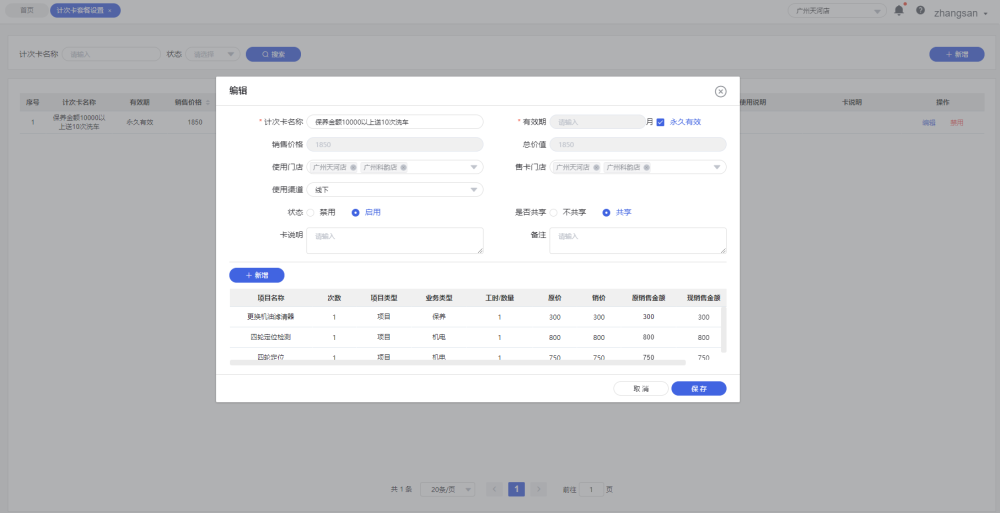 首页 计次卡套餐设置 × 广州天河店 zhangsan
计次卡名称 请输入 状态 请选择 搜索 + 新增
序号 计次卡名称 有效期 销售价格 使用说明 卡说明 操作
1 保养金额10000以上送10次洗车 永久有效 1850 编辑 禁用
编辑
* 计次卡名称 保养金额10000以上送10次洗车 * 有效期 请输入 月 永久有效
销售价格 1850 总价值 1850
使用门店 广州天河店 广州科韵店 售卡门店 广州天河店 广州科韵店
使用渠道 线下
状态 禁用 启用 是否共享 不共享 共享
卡说明 请输入 备注 请输入
+ 新增
项目名称 次数 项目类型 业务类型 工时/数量 原价 销价 原销售金额 现销售金额
更换机油滤清器 1 项目 保养 1 300 300 300 300
四轮定位检测 1 项目 机电 1 800 800 800 800
四轮定位 1 项目 机电 1 750 750 750 750
取 消 保 存
共 1 条 20条/页 < 1 > 前往 1 页